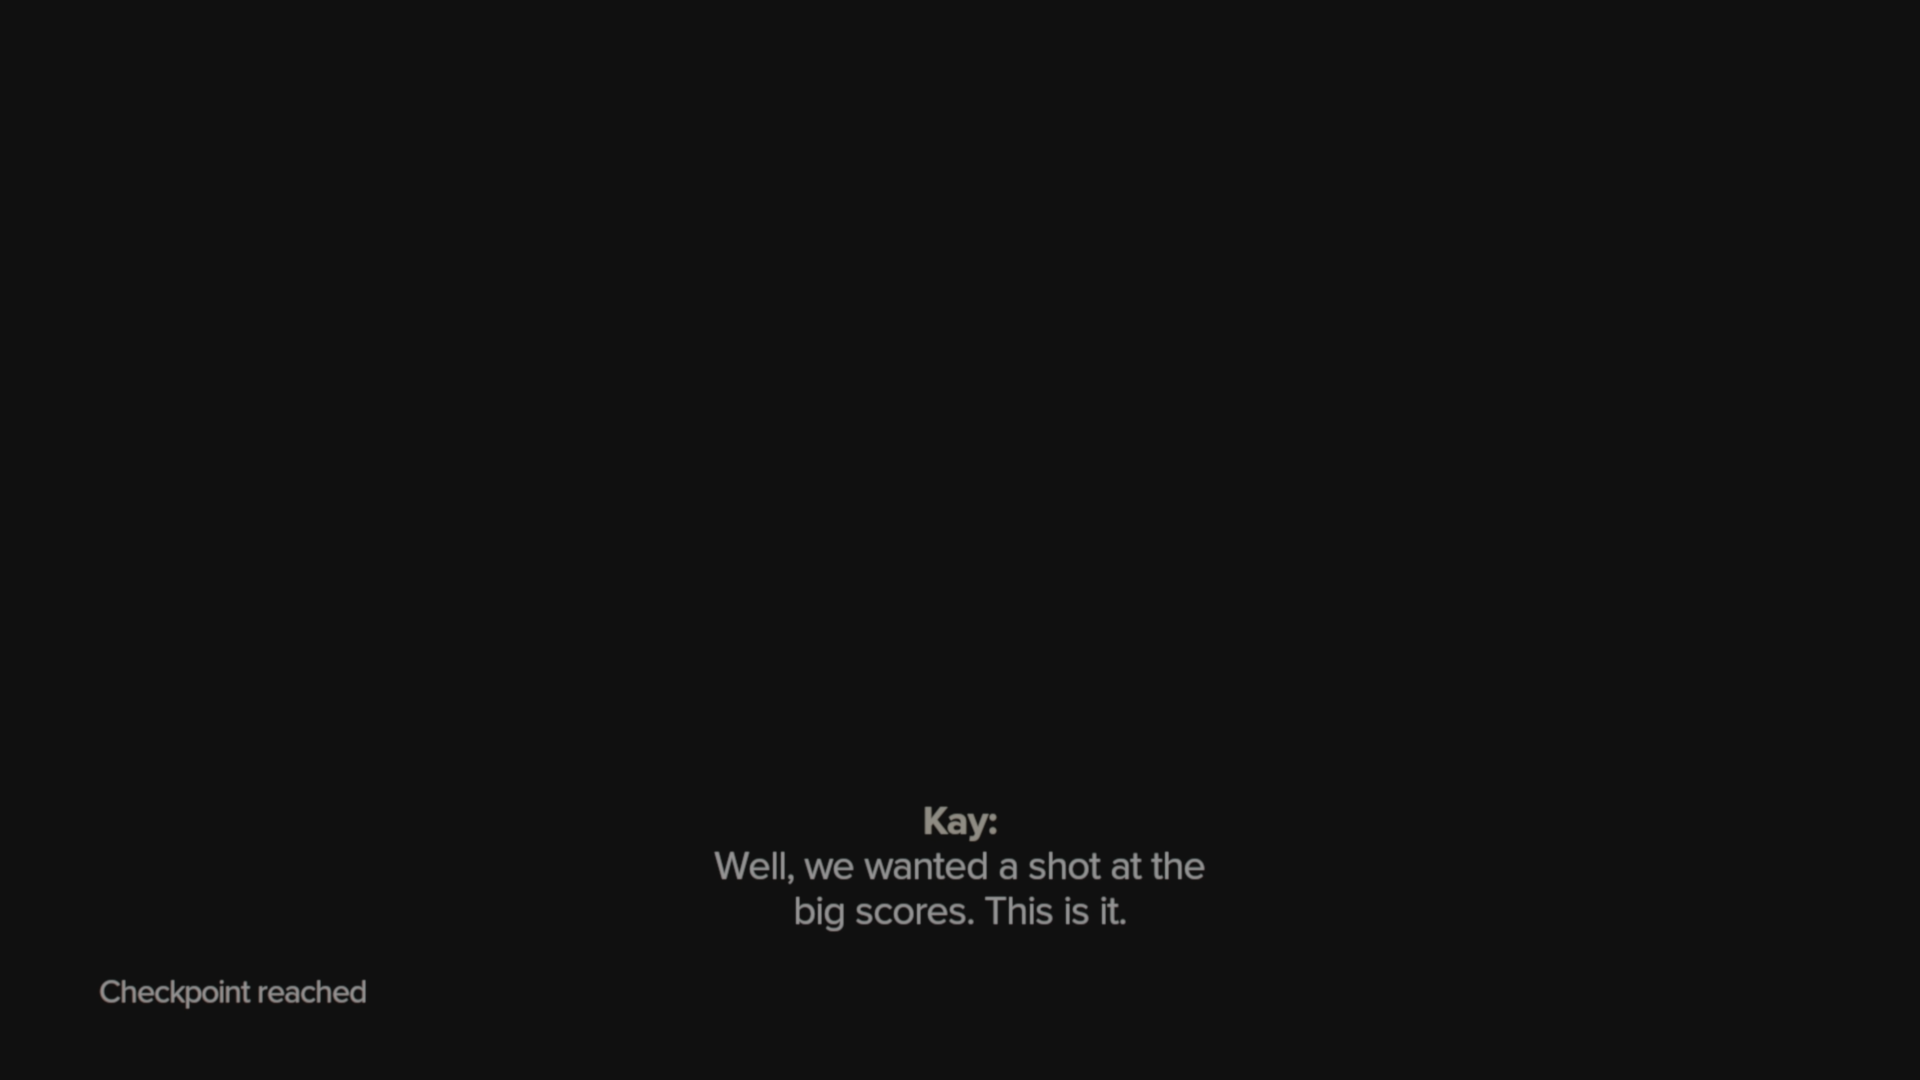 Kay:
Well, we wanted a shot at the
big scores. This is it.
Checkpoint reached